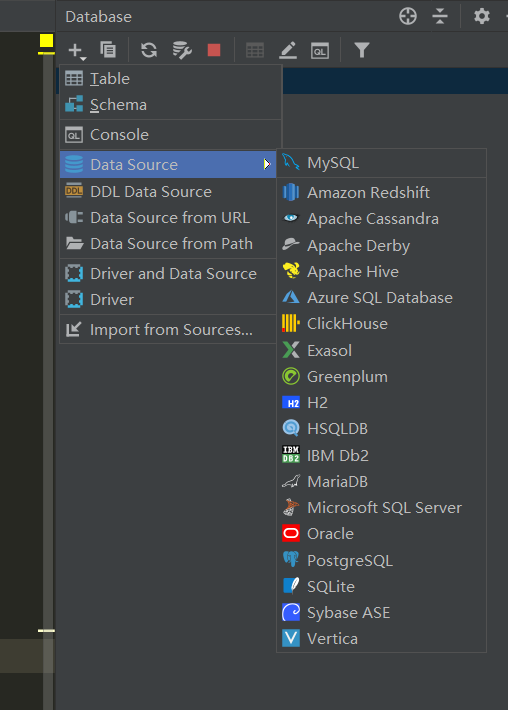 Database
QL
Table
Schema
QL Console
Data Source
DDL DDL Data Source
Data Source from URL
Data Source from Path
Driver and Data Source
Driver
Import from Sources...
MySQL
Amazon Redshift
Apache Cassandra
Apache Derby
Apache Hive
Azure SQL Database
ClickHouse
Exasol
Greenplum
H2 H2
HSQLDB
IBM DB2 IBM Db2
MariaDB
Microsoft SQL Server
Oracle
PostgreSQL
SQLite
Sybase ASE
V Vertica